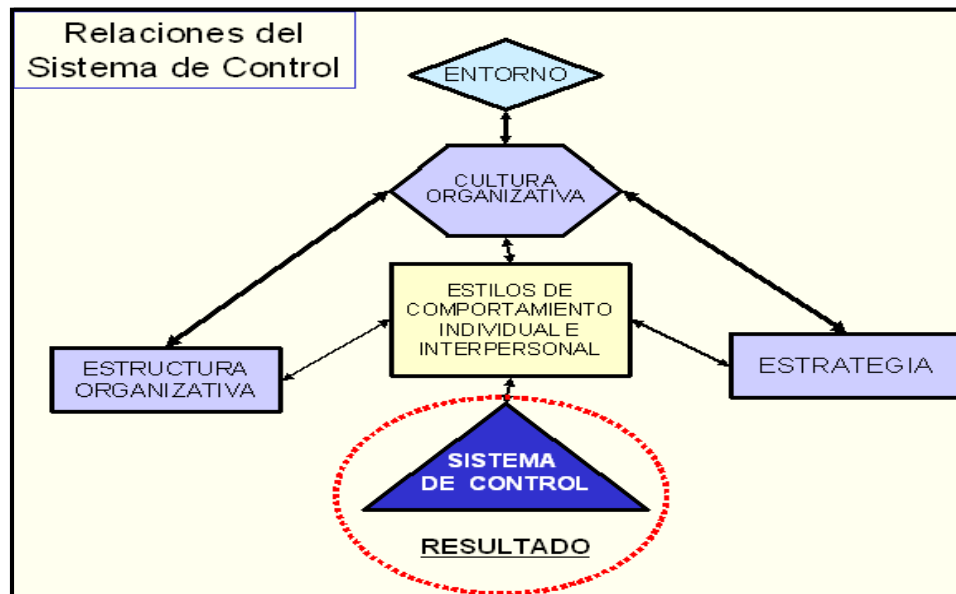 Relaciones del
Sistema de Control
ENTORNO
CULTURA
ORGANIZATIVA
ESTILOS DE
COMPORTAMIENTO
INDIVIDUAL E
INTERPERSONAL
ESTRUCTURA
ORGANIZATIVA
ESTRATEGIA
SISTEMA
DE CONTROL
RESULTADO